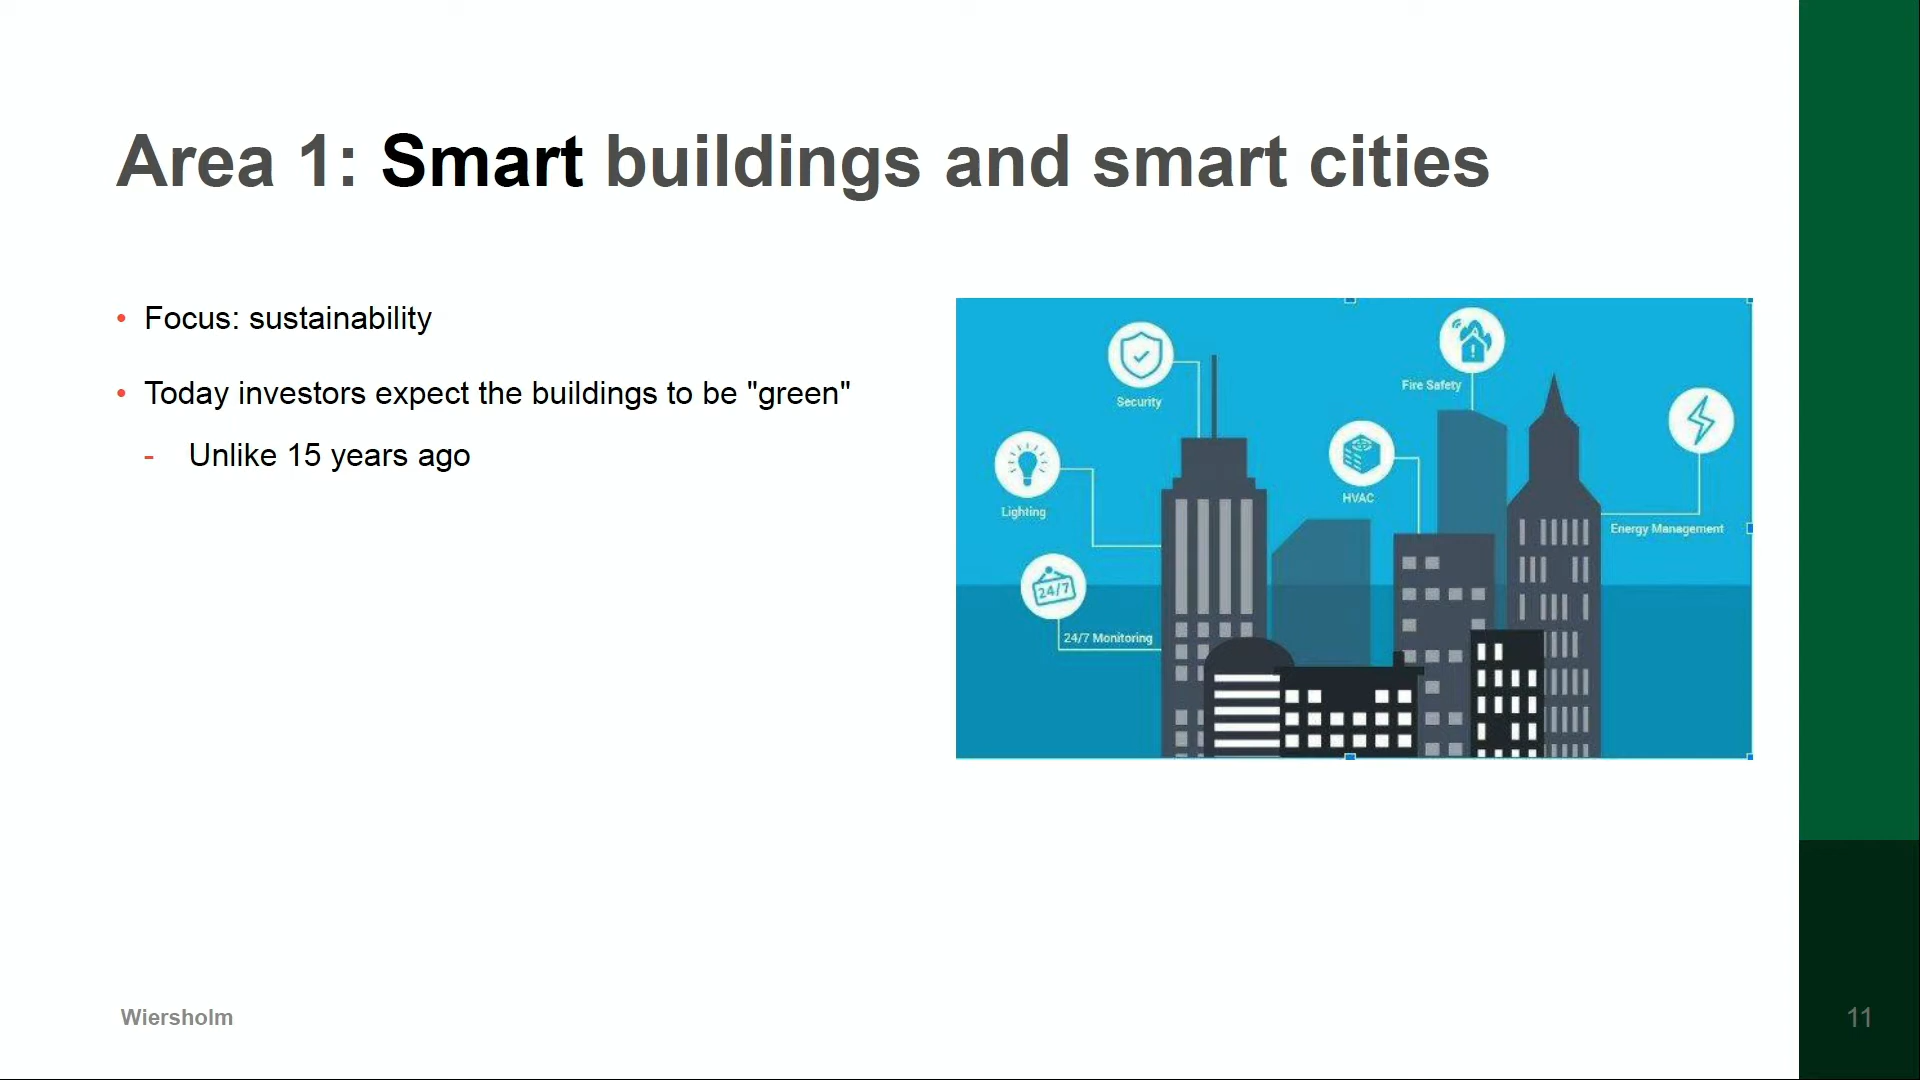 Area 1: Smart buildings and smart cities
• Focus: sustainability
• Today investors expect the buildings to be "green"
- Unlike 15 years ago
Security
Fire Safety
Lighting
HVAC
Energy Management
24/7
24/7 Monitoring
Wiersholm
11